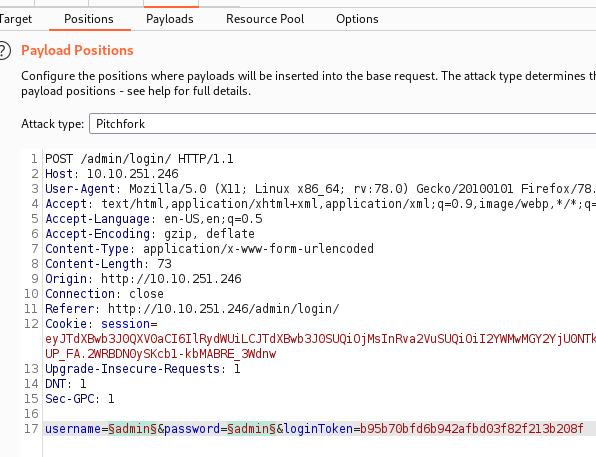 Target Positions Payloads Resource Pool Options
? Payload Positions
Configure the positions where payloads will be inserted into the base request. The attack type determines th
payload positions - see help for full details.
Attack type: Pitchfork
1 POST /admin/login/ HTTP/1.1
2 Host: 10.10.251.246
3 User-Agent: Mozilla/5.0 (X11; Linux x86_64; rv:78.0) Gecko/20100101 Firefox/78.
4 Accept: text/html,application/xhtml+xml,application/xml;q=0.9,image/webp,*/*;q=
5 Accept-Language: en-US,en;q=0.5
6 Accept-Encoding: gzip, deflate
7 Content-Type: application/x-www-form-urlencoded
8 Content-Length: 73
9 Origin: http://10.10.251.246
10 Connection: close
11 Referer: http://10.10.251.246/admin/login/
12 Cookie: session=
eyJTdXBwb3J0QXV0aCI6IlRydWUiLCJTdXBwb3J0SUQiOjMsInRva2VuSUQiOiI2YWMwMGY2YjU0NTk
UP_FA.2WRBDN0ySKcb1-kbMABRE_3Wdnw
13 Upgrade-Insecure-Requests: 1
14 DNT: 1
15 Sec-GPC: 1
16
17 username=§admin§&password=§admin§&loginToken=b95b70bfd6b942afbd03f82f213b208f